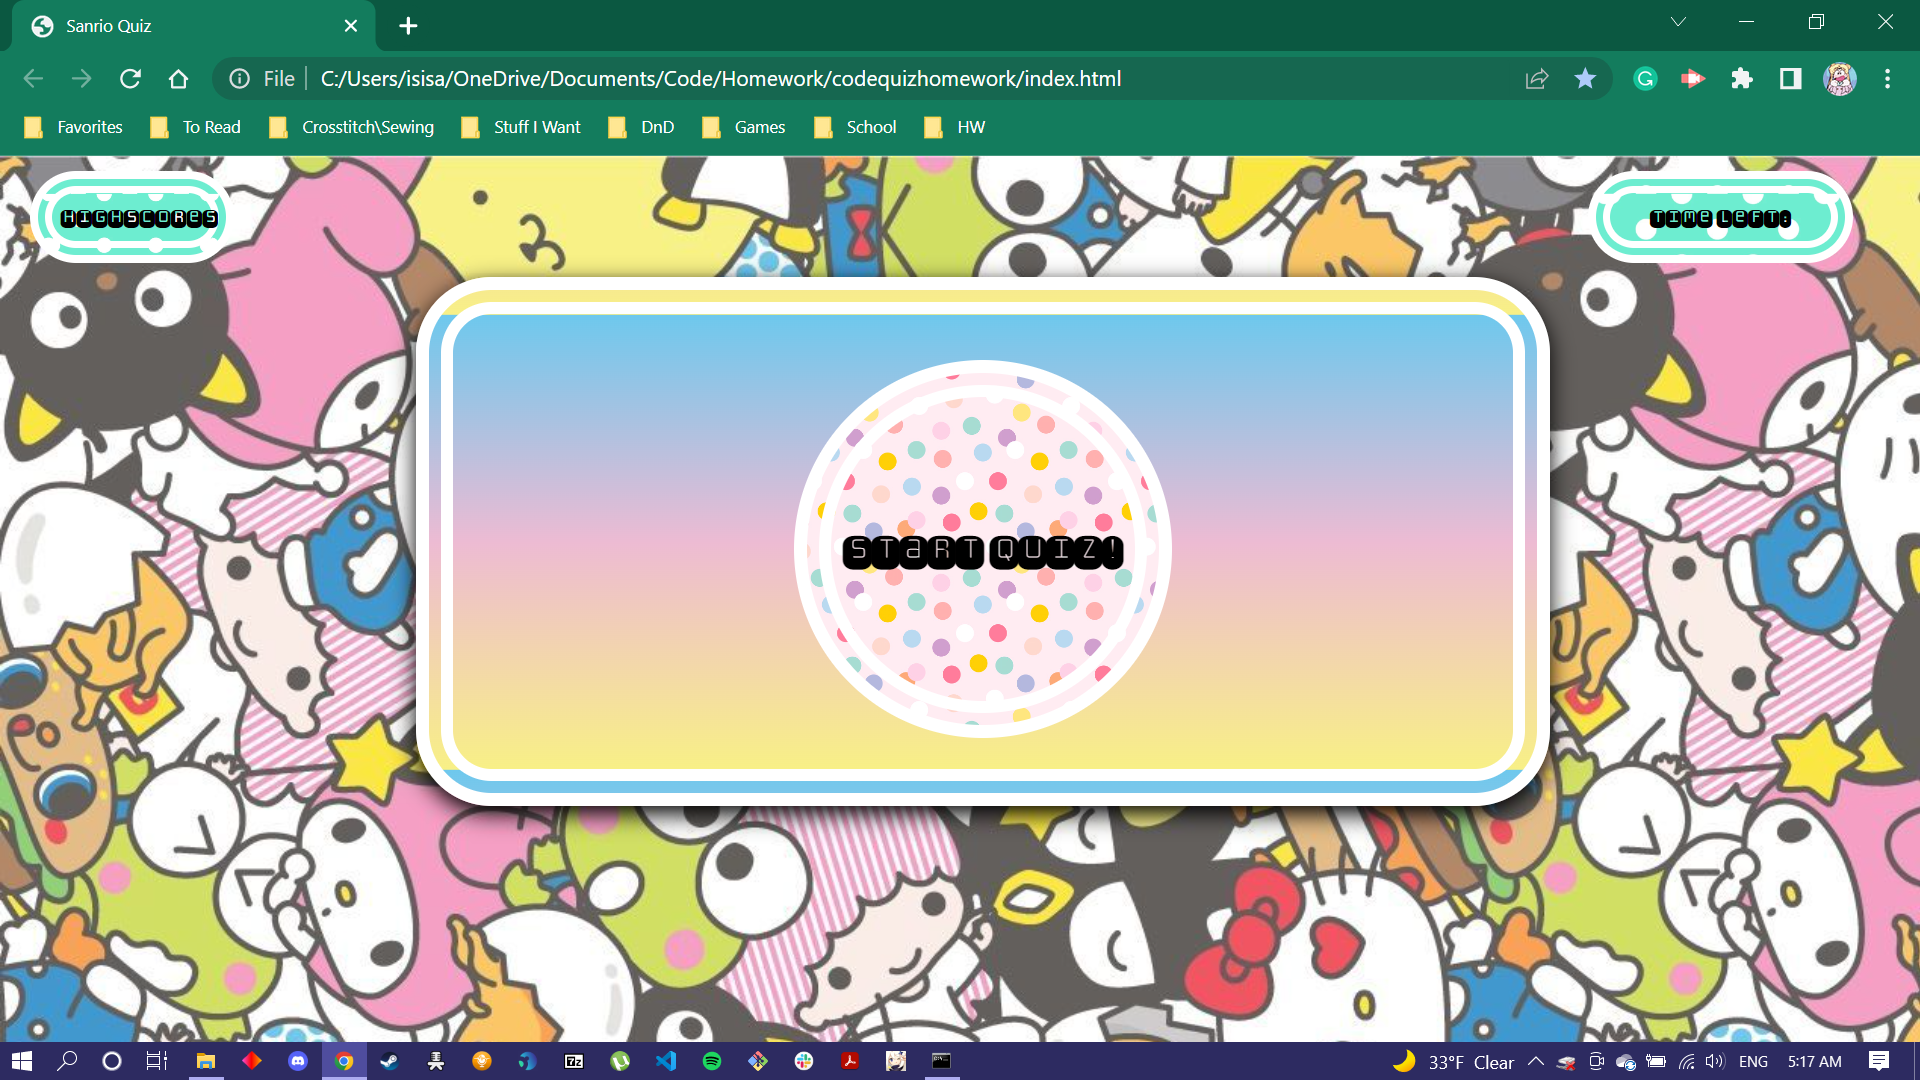 Sanrio Quiz
File
C:/Users/isisa/OneDrive/Documents/Code/Homework/codequizhomework/index.html
Favorites
To Read
Crosstitch\Sewing
Stuff I Want
DnD
Games
School
HW
HIGHSCOReS
TIMe LeFT:
STaRT QUIZ!
7z
33°F Clear
ENG
5:17 AM